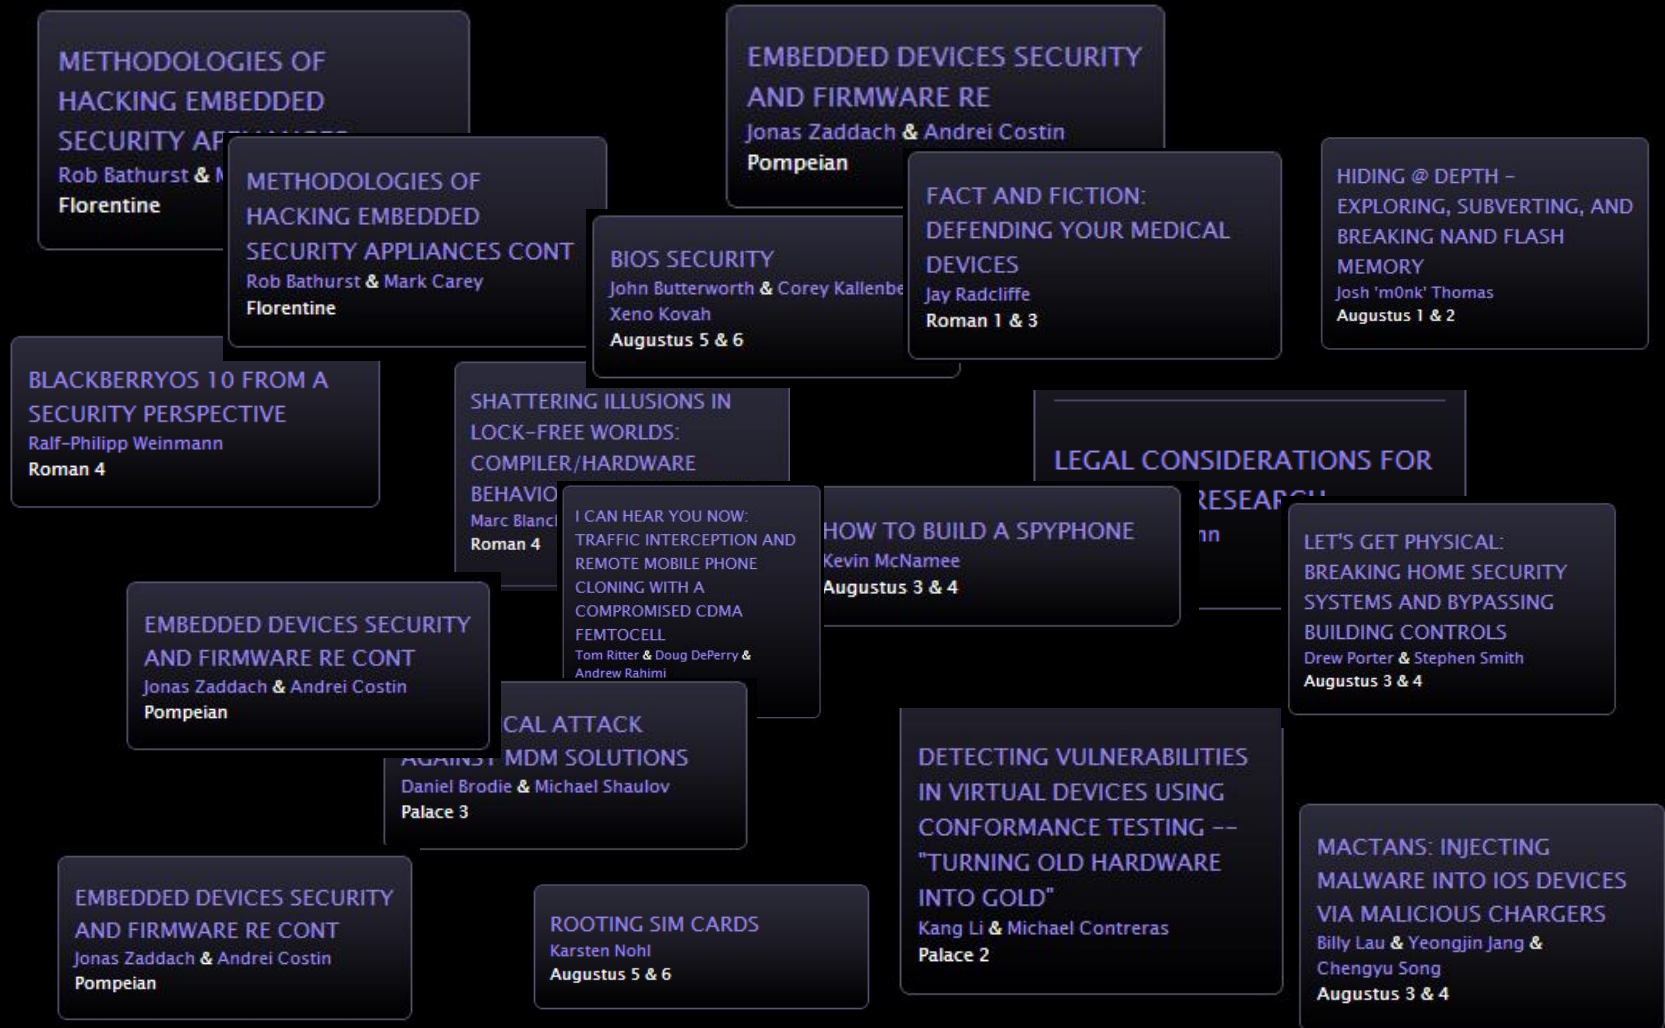 METHODOLOGIES OF
HACKING EMBEDDED
SECURITY
Rob Bathurst &
Florentine
METHODOLOGIES OF
HACKING EMBEDDED
SECURITY APPLIANCES CONT
Rob Bathurst & Mark Carey
Florentine
EMBEDDED DEVICES SECURITY
AND FIRMWARE RE
Jonas Zaddach & Andrei Costin
Pompeian
BIOS SECURITY
John Butterworth & Corey
Xeno Kovah
Augustus 5 & 6
FACT AND FICTION:
DEFENDING YOUR MEDICAL
DEVICES
Jay Radcliffe
Roman 1 & 3
HIDING @ DEPTH -
EXPLORING, SUBVERTING, AND
BREAKING NAND FLASH
MEMORY
Josh 'm0nk' Thomas
Augustus 1 & 2
BLACKBERRYOS 10 FROM A
SECURITY PERSPECTIVE
Ralf-Philipp Weinmann
Roman 4
SHATTERING ILLUSIONS IN
LOCK-FREE WORLDS:
COMPILER/HARDWARE
Marc
Roman 4
I CAN HEAR YOU NOW:
TRAFFIC INTERCEPTION AND
REMOTE MOBILE PHONE
CLONING WITH A
COMPROMISED CDMA
FEMTOCELL
Tom Ritter & Doug DePerry &
Andrew Rahimi
HOW TO BUILD A SPYPHONE
Kevin McNamee
Augustus 3 & 4
LEGAL CONSIDERATIONS FOR
RESEARCH
LET'S GET PHYSICAL:
BREAKING HOME SECURITY
SYSTEMS AND BYPASSING
BUILDING CONTROLS
Drew Porter & Stephen Smith
Augustus 3 & 4
EMBEDDED DEVICES SECURITY
AND FIRMWARE RE CONT
Jonas Zaddach & Andrei Costin
Pompeian
ATTACK
AGAINST MDM SOLUTIONS
Daniel Brodie & Michael Shaulov
Palace 3
DETECTING VULNERABILITIES
IN VIRTUAL DEVICES USING
CONFORMANCE TESTING --
"TURNING OLD HARDWARE
INTO GOLD"
Kang Li & Michael Contreras
Palace 2
MACTANS: INJECTING
MALWARE INTO IOS DEVICES
VIA MALICIOUS CHARGERS
Billy Lau & Yeongjin Jang &
Chengyu Song
Augustus 3 & 4
EMBEDDED DEVICES SECURITY
AND FIRMWARE RE CONT
Jonas Zaddach & Andrei Costin
Pompeian
ROOTING SIM CARDS
Karsten Nohl
Augustus 5 & 6